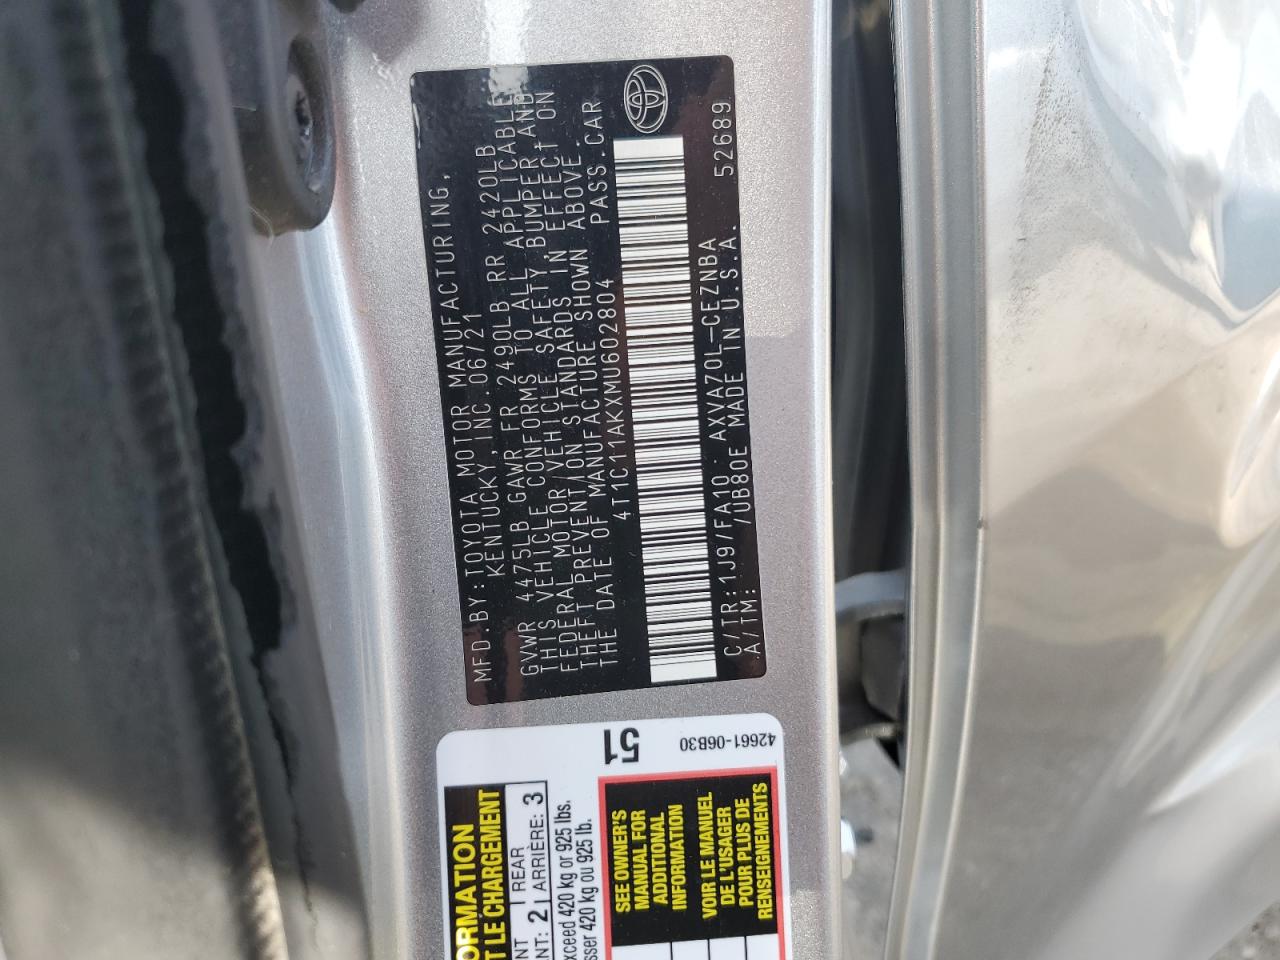 MFD BY:TOYOTA MOTOR MANUFACTURING,
KENTUCKY,INC. 06/21
GVWR 4475LB GAWR FR 2490LB RR 2420LB
THIS VEHICLE CONFORMS TO ALL APPLICABLE
FEDERAL MOTOR VEHICLE SAFETY, BUMPER AND
THEFT PREVENTION STANDARDS IN EFFECT ON
THE DATE OF MANUFACTURE SHOWN ABOVE.
4T1C11AKXMU602804 PASS.CAR
C/TR:1J9/FA10 AXVA70L-CEZNBA 52689
A/TM: /UB80E MADE IN U.S.A.
51
42661-06B30
ORMATION
T LE CHARGEMENT
NT 2 REAR 3
ANT: ARRIÈRE:
xceed 420 kg or 925 lbs.
sser 420 kg ou 925 lb.
SEE OWNER'S
MANUAL FOR
ADDITIONAL
INFORMATION
VOIR LE MANUEL
DE L'USAGER
POUR PLUS DE
RENSEIGNEMENTS